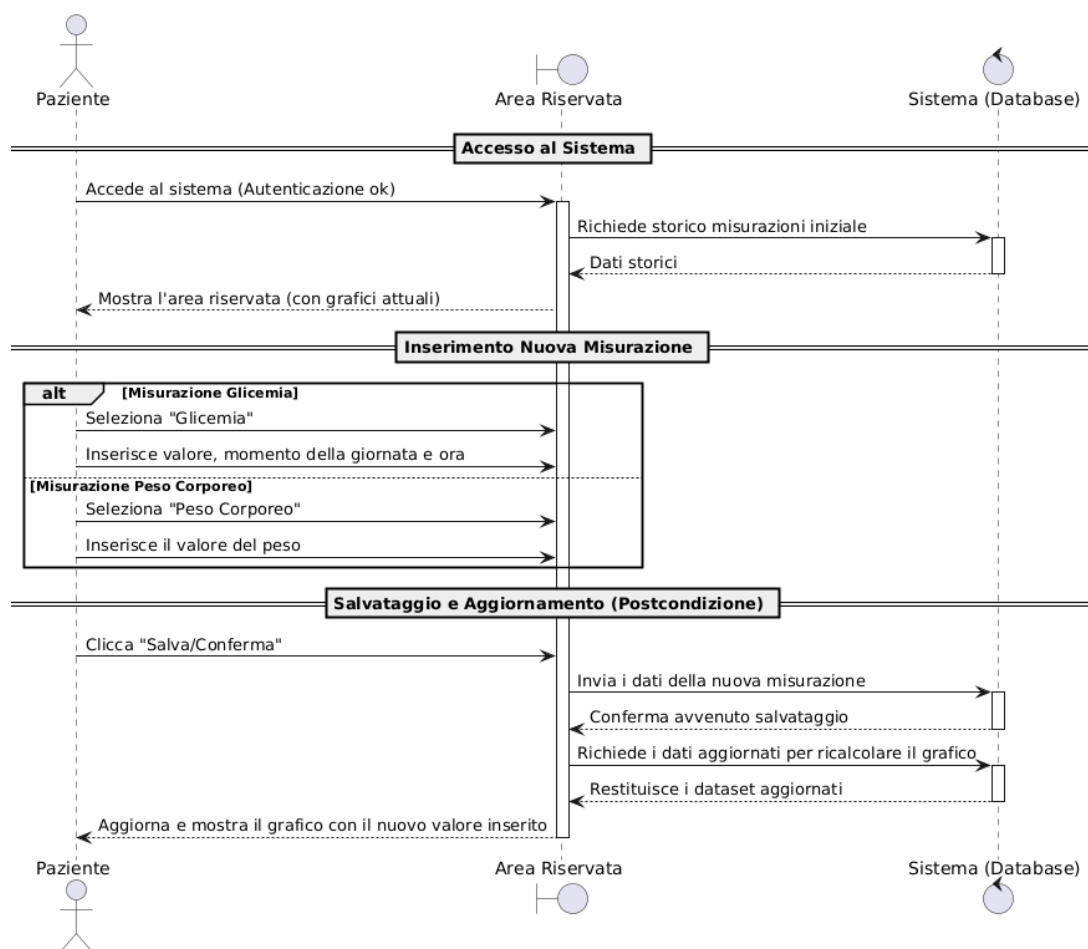 Paziente
Area Riservata
Sistema (Database)
Accesso al Sistema
Accede al sistema (Autenticazione ok)
Richiede storico misurazioni iniziale
Dati storici
Mostra l'area riservata (con grafici attuali)
Inserimento Nuova Misurazione
alt [Misurazione Glicemia]
Seleziona "Glicemia"
Inserisce valore, momento della giornata e ora
[Misurazione Peso Corporeo]
Seleziona "Peso Corporeo"
Inserisce il valore del peso
Salvataggio e Aggiornamento (Postcondizione)
Clicca "Salva/Conferma"
Invia i dati della nuova misurazione
Conferma avvenuto salvataggio
Richiede i dati aggiornati per ricalcolare il grafico
Restituisce i dataset aggiornati
Aggiorna e mostra il grafico con il nuovo valore inserito
Paziente
Area Riservata
Sistema (Database)